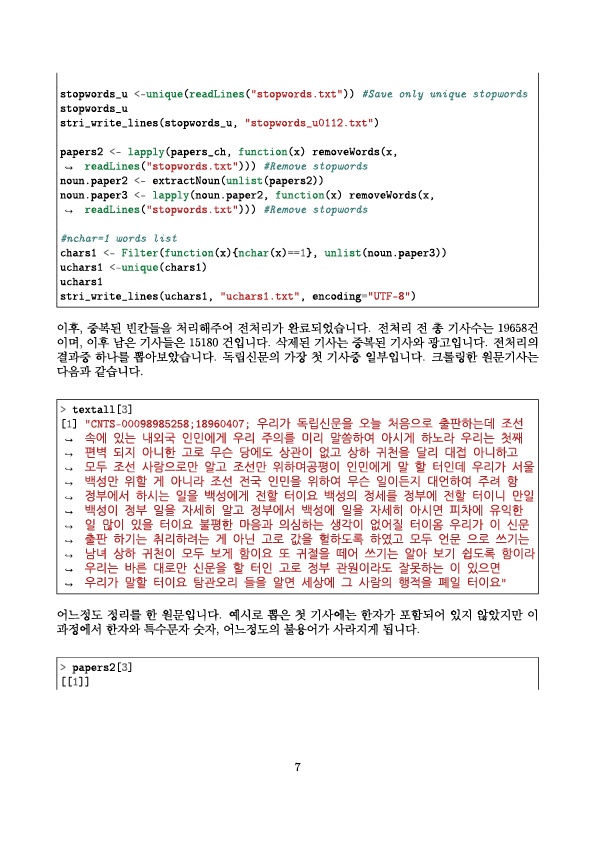 stopwords_u <-unique(readLines("stopwords.txt")) #Save only unique stopwords
stopwords_u
stri_write_lines(stopwords_u, "stopwords_u0112.txt")
papers2 <- lapply(papers_ch, function(x) removeWords(x,
↪ readLines("stopwords.txt"))) #Remove stopwords
noun.paper2 <- extractNoun(unlist(papers2))
noun.paper3 <- lapply(noun.paper2, function(x) removeWords(x,
↪ readLines("stopwords.txt"))) #Remove stopwords
#nchar=1 words list
chars1 <- Filter(function(x){nchar(x)==1}, unlist(noun.paper3))
uchars1 <-unique(chars1)
uchars1
stri_write_lines(uchars1, "uchars1.txt", encoding="UTF-8")
이후, 중복된 빈칸들을 처리해주어 전처리가 완료되었습니다. 전처리 전 총 기사수는 19658건
이며, 이후 남은 기사들은 15180 건입니다. 삭제된 기사는 중복된 기사와 광고입니다. 전처리의
결과중 하나를 뽑아보았습니다. 독립신문의 가장 첫 기사중 일부입니다. 크롤링한 원문기사는
다음과 같습니다.
> textall[3]
[1] "CNTS-00098985258;18960407; 우리가 독립신문을 오늘 처음으로 출판하는데 조선
↪ 속에 있는 내외국 인민에게 우리 주의를 미리 말씀하여 아시게 하노라 우리는 첫째
↪ 편벽 되지 아니한 고로 무슨 당에도 상관이 없고 상하 귀천을 달리 대접 아니하고
↪ 모두 조선 사람으로만 알고 조선만 위하며공평이 인민에게 말 할 터인데 우리가 서울
↪ 백성만 위할 게 아니라 조선 전국 인민을 위하여 무슨 일이든지 대언하여 주려 함
↪ 정부에서 하시는 일을 백성에게 전할 터이요 백성의 정세를 정부에 전할 터이니 만일
↪ 백성이 정부 일을 자세히 알고 정부에서 백성에 일을 자세히 아시면 피차에 유익한
↪ 일 많이 있을 터이요 불평한 마음과 의심하는 생각이 없어질 터이옴 우리가 이 신문
↪ 출판 하기는 취리하려는 게 아닌 고로 값을 헐하도록 하였고 모두 언문 으로 쓰기는
↪ 남녀 상하 귀천이 모두 보게 함이요 또 귀절을 떼어 쓰기는 알아 보기 쉽도록 함이라
↪ 우리는 바른 대로만 신문을 할 터인 고로 정부 관원이라도 잘못하는 이 있으면
↪ 우리가 말할 터이요 탐관오리 들을 알면 세상에 그 사람의 행적을 폐일 터이요"
어느정도 정리를 한 원문입니다. 예시로 뽑은 첫 기사에는 한자가 포함되어 있지 않았지만 이
과정에서 한자와 특수문자 숫자, 어느정도의 불용어가 사라지게 됩니다.
> papers2[3]
[[1]]
7